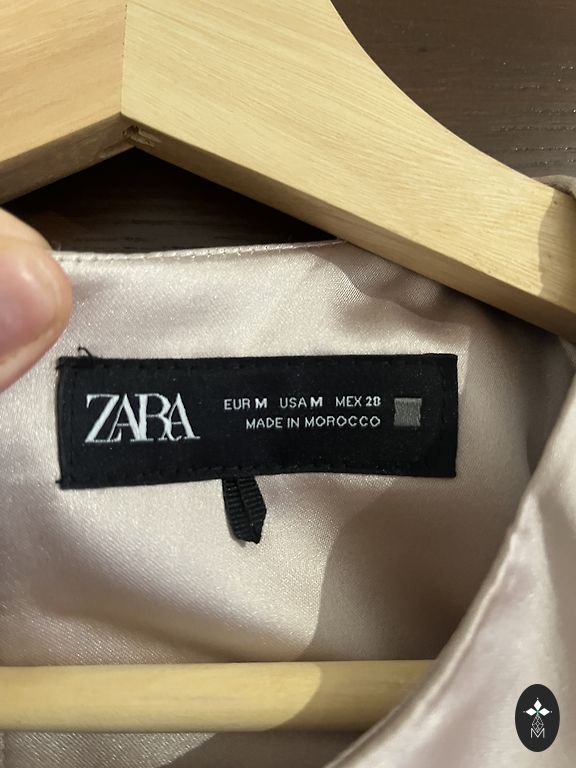 ZARA
EUR M USA M MEX 28
MADE IN MOROCCO
M